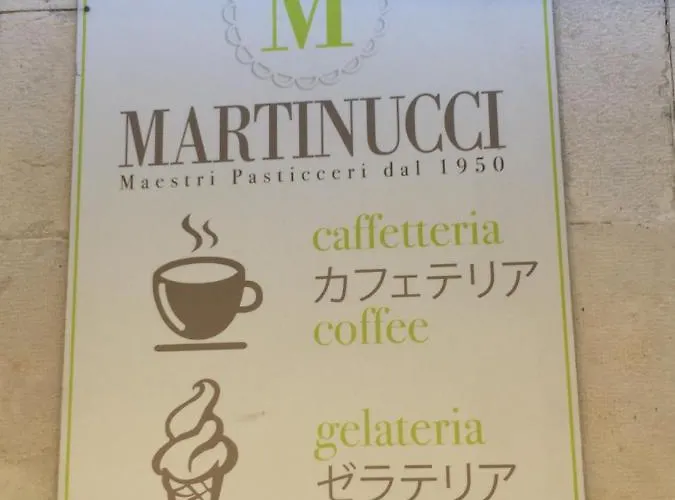 M
MARTINUCCI
Maestri Pasticceri dal 1950
caffetteria
カフェテリア
coffee
gelateria
ゼラテリア